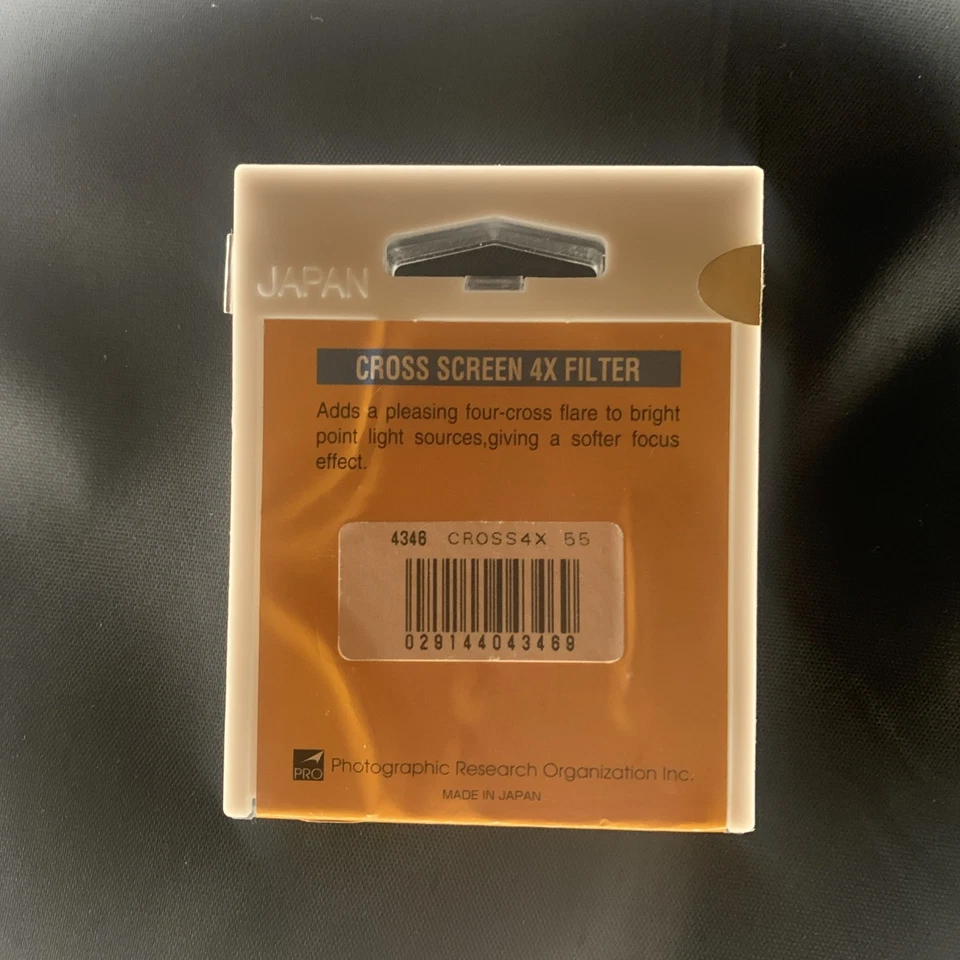 JAPAN
CROSS SCREEN 4X FILTER
Adds a pleasing four-cross flare to bright
point light sources,giving a softer focus
effect.
4346 CROSS4X 55
029144043469
PRO Photographic Research Organization Inc.
MADE IN JAPAN